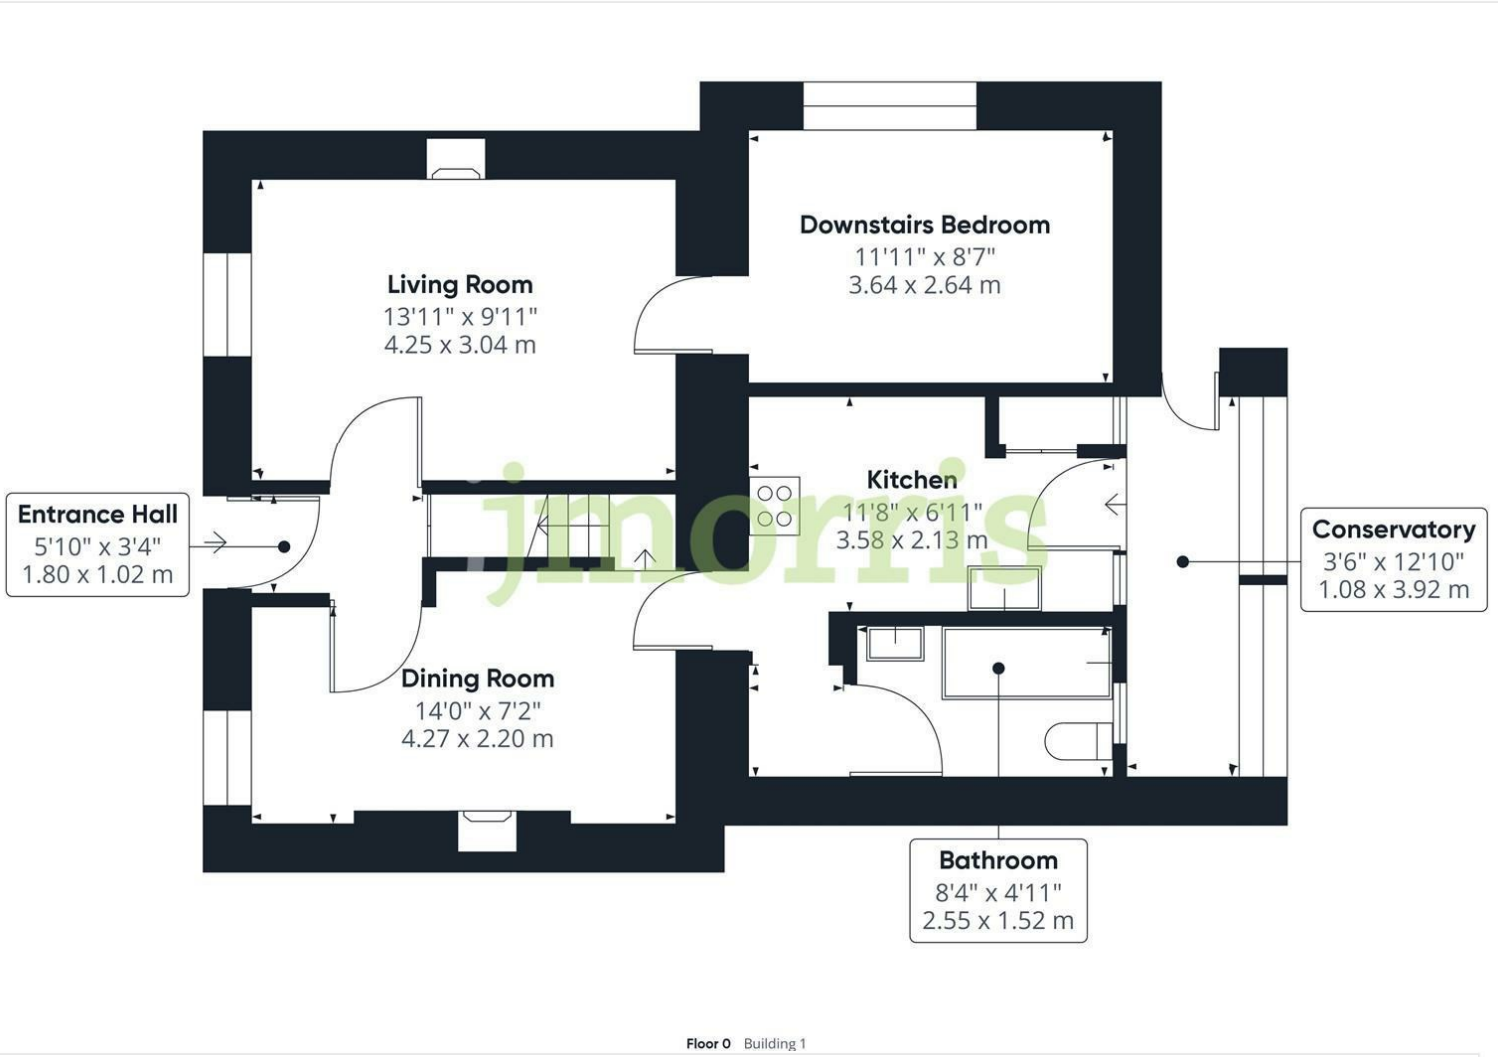 Downstairs Bedroom
11'11" x 8'7"
3.64 x 2.64 m
Living Room
13'11" x 9'11"
4.25 x 3.04 m
Kitchen
11'8" x 6'11"
3.58 x 2.13 m
Entrance Hall
5'10" x 3'4"
1.80 x 1.02 m
jjmorris
Conservatory
3'6" x 12'10"
1.08 x 3.92 m
Dining Room
14'0" x 7'2"
4.27 x 2.20 m
Bathroom
8'4" x 4'11"
2.55 x 1.52 m
Floor 0 Building 1